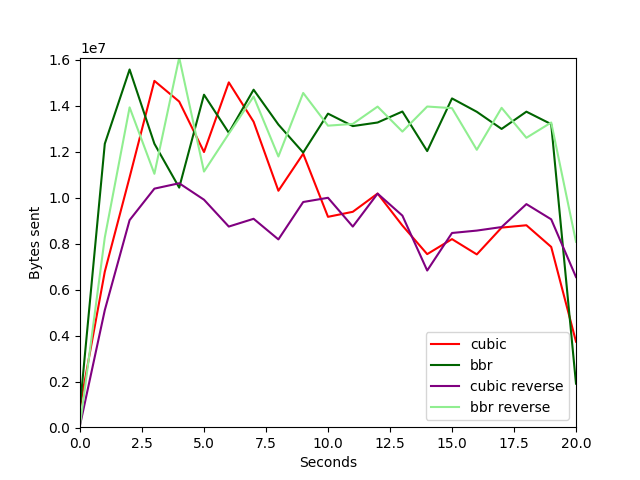 1e7
1.6
1.4
1.2
1.0
0.8
0.6
0.4
0.2
0.0
Bytes sent
cubic
bbr
cubic reverse
bbr reverse
0.0 2.5 5.0 7.5 10.0 12.5 15.0 17.5 20.0
Seconds